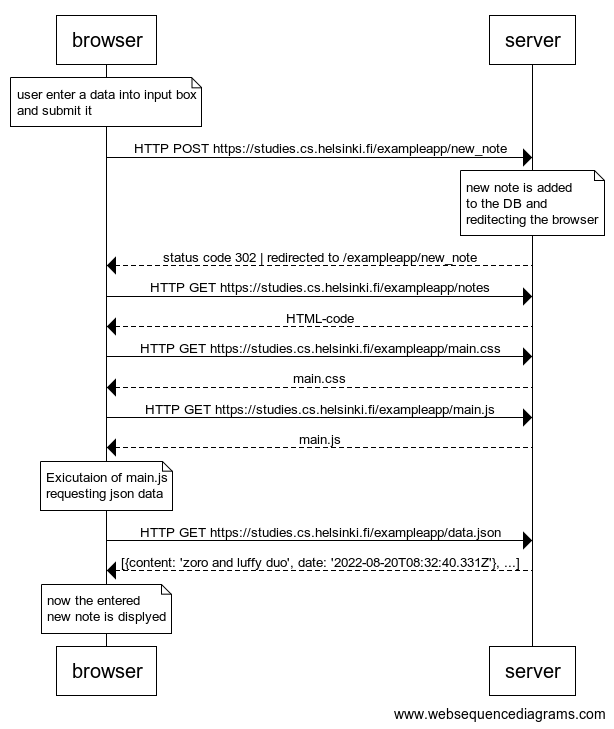 browser
server
user enter a data into input box
and submit it
HTTP POST https://studies.cs.helsinki.fi/exampleapp/new_note
new note is added
to the DB and
reditecting the browser
status code 302 | redirected to /exampleapp/new_note
HTTP GET https://studies.cs.helsinki.fi/exampleapp/notes
HTML-code
HTTP GET https://studies.cs.helsinki.fi/exampleapp/main.css
main.css
HTTP GET https://studies.cs.helsinki.fi/exampleapp/main.js
main.js
Exicutaion of main.js
requesting json data
HTTP GET https://studies.cs.helsinki.fi/exampleapp/data.json
[{content: 'zoro and luffy duo', date: '2022-08-20T08:32:40.331Z'}, ...]
now the entered
new note is displyed
browser
server
www.websequencediagrams.com